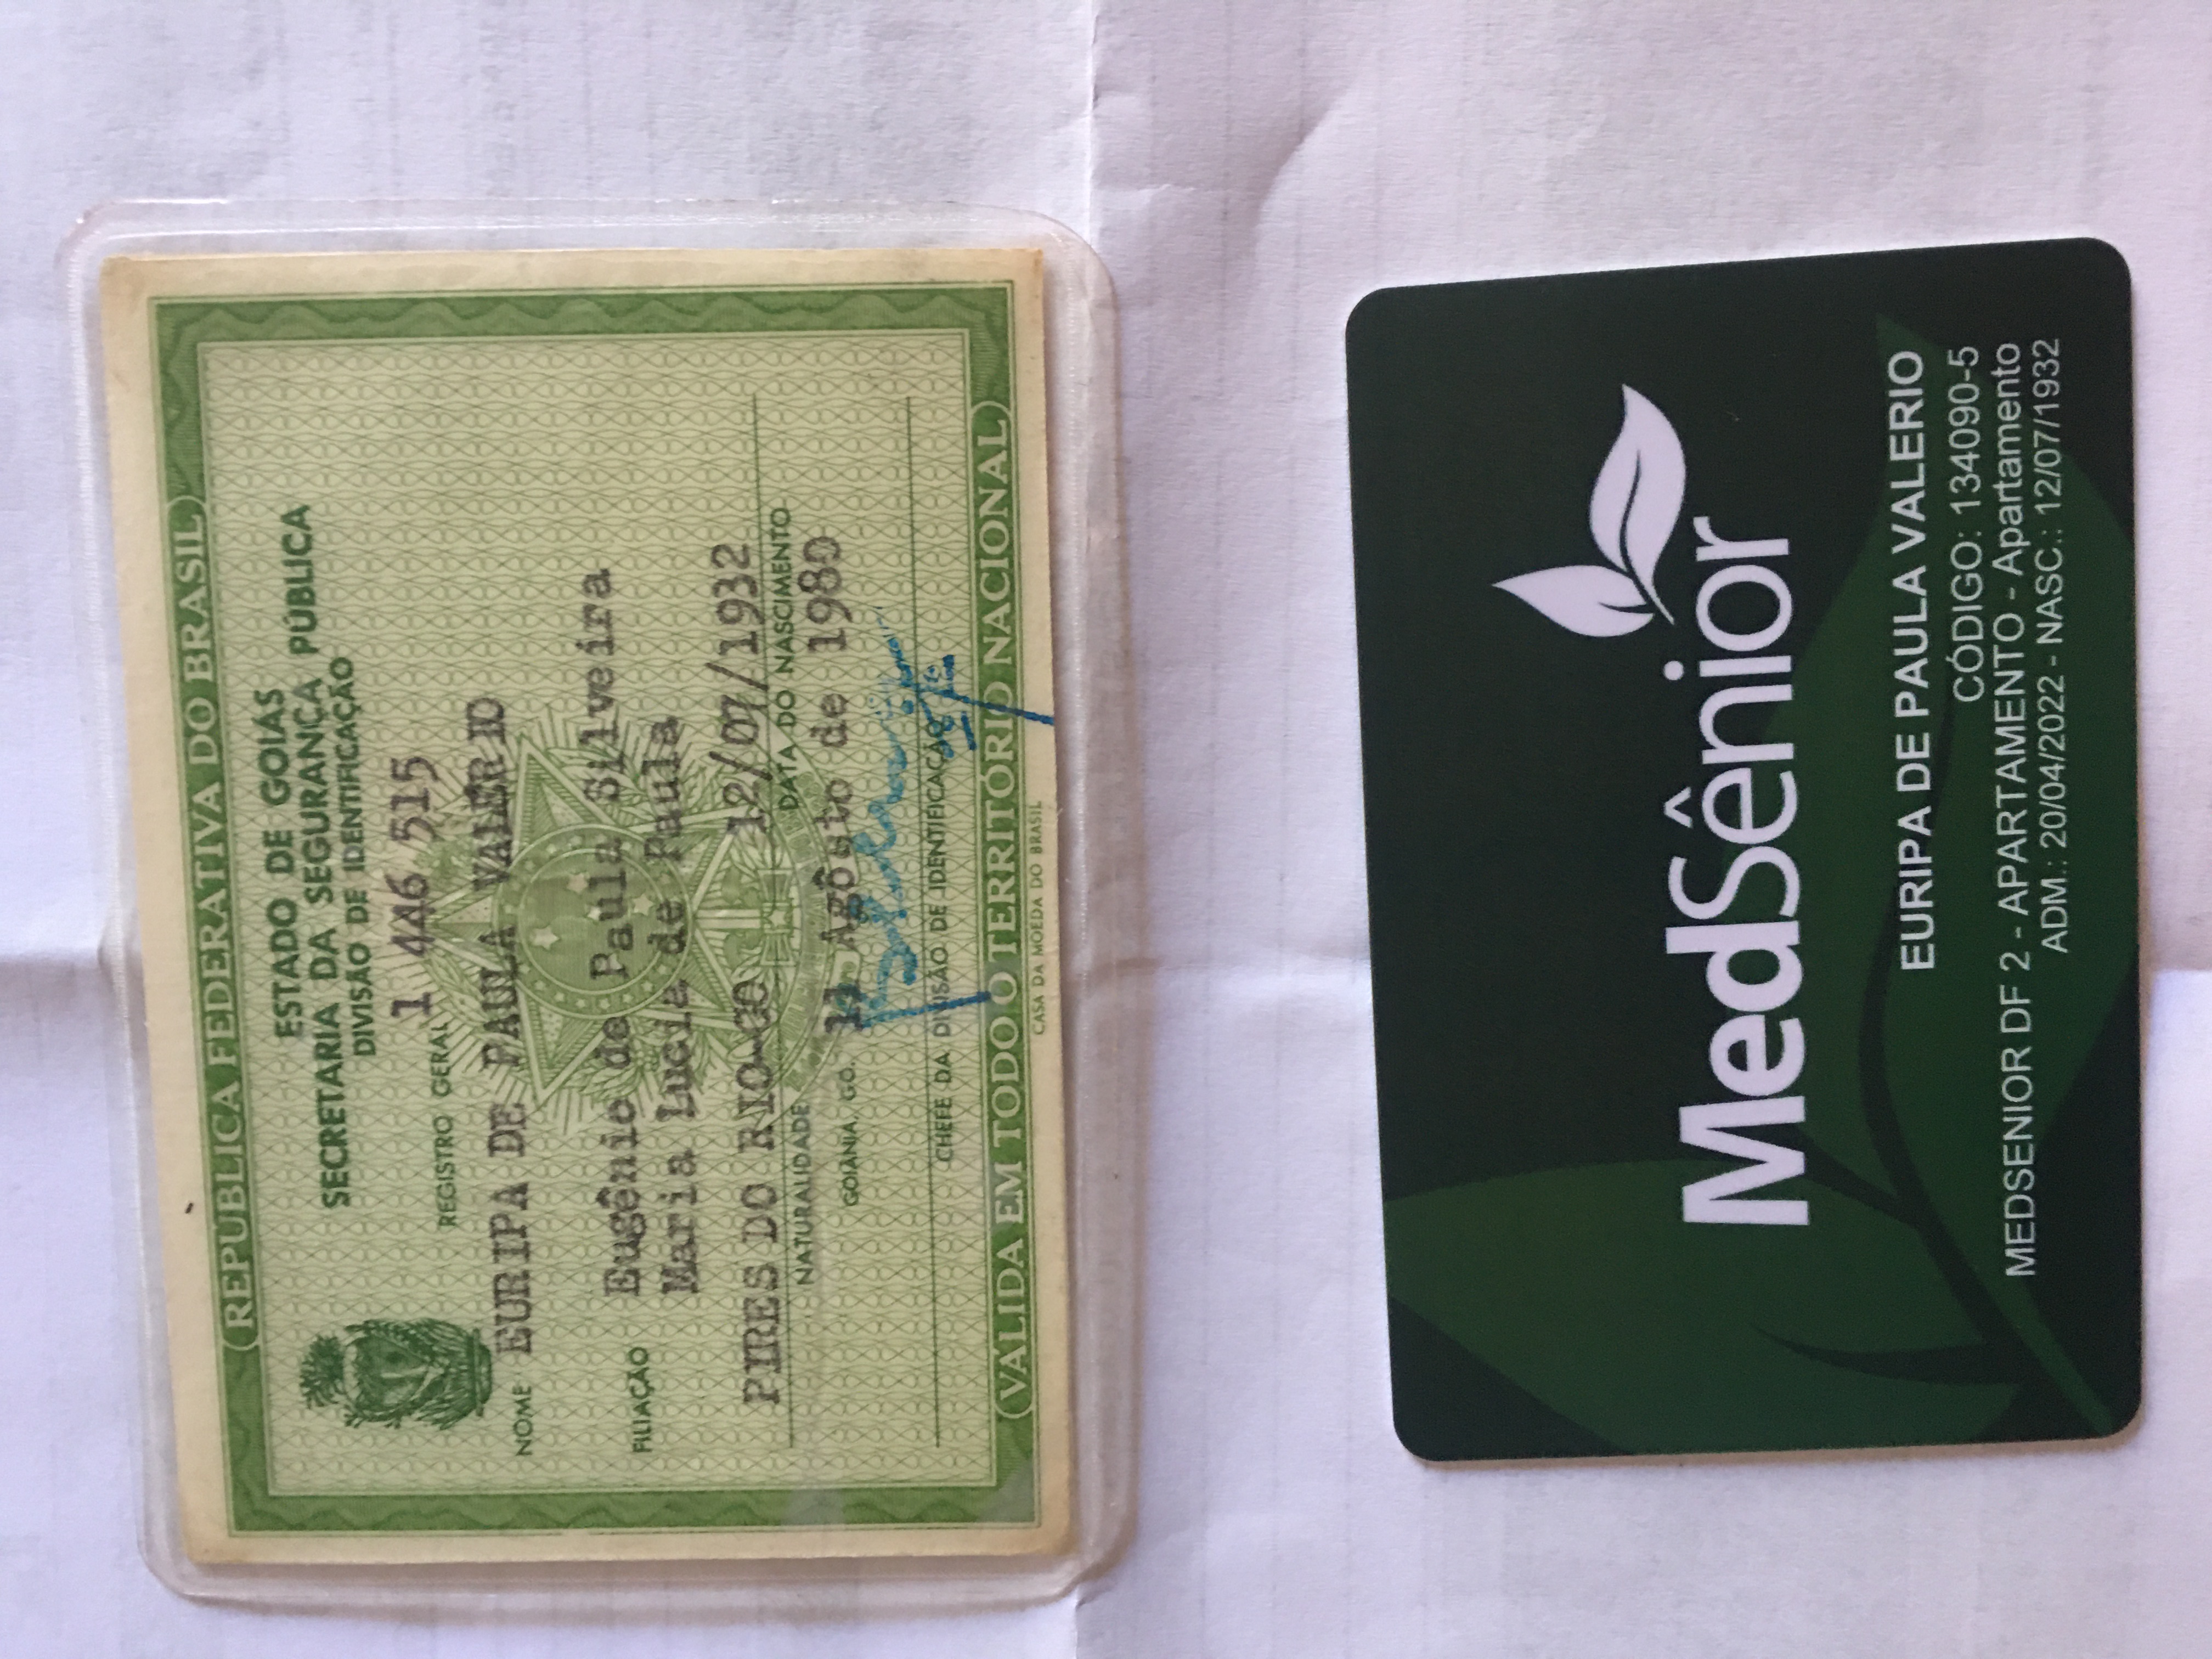 REPUBLICA FEDERATIVA DO BRASIL
ESTADO DE GOIÁS
SECRETARIA DA SEGURANÇA PÚBLICA
DIVISÃO DE IDENTIFICAÇÃO
REGISTRO GERAL 1 446 515
NOME EURIPA DE PAULA VALERIO
FILIAÇÃO Eugênio de Paula Silveira
Maria Lucia de Paula
PIRES DO RIO-GO 12/07/1932
NATURALIDADE DATA DO NASCIMENTO
GOIÂNIA, GO. 11 Agôsto de 1980
CHEFE DA DIVISÃO DE IDENTIFICAÇÃO
VALIDA EM TODO O TERRITÓRIO NACIONAL
CASA DA MOEDA DO BRASIL
MedSênior
EURIPA DE PAULA VALERIO
CÓDIGO: 134090-5
MEDSENIOR DF 2 - APARTAMENTO - Apartamento
ADM.: 20/04/2022 - NASC.: 12/07/1932